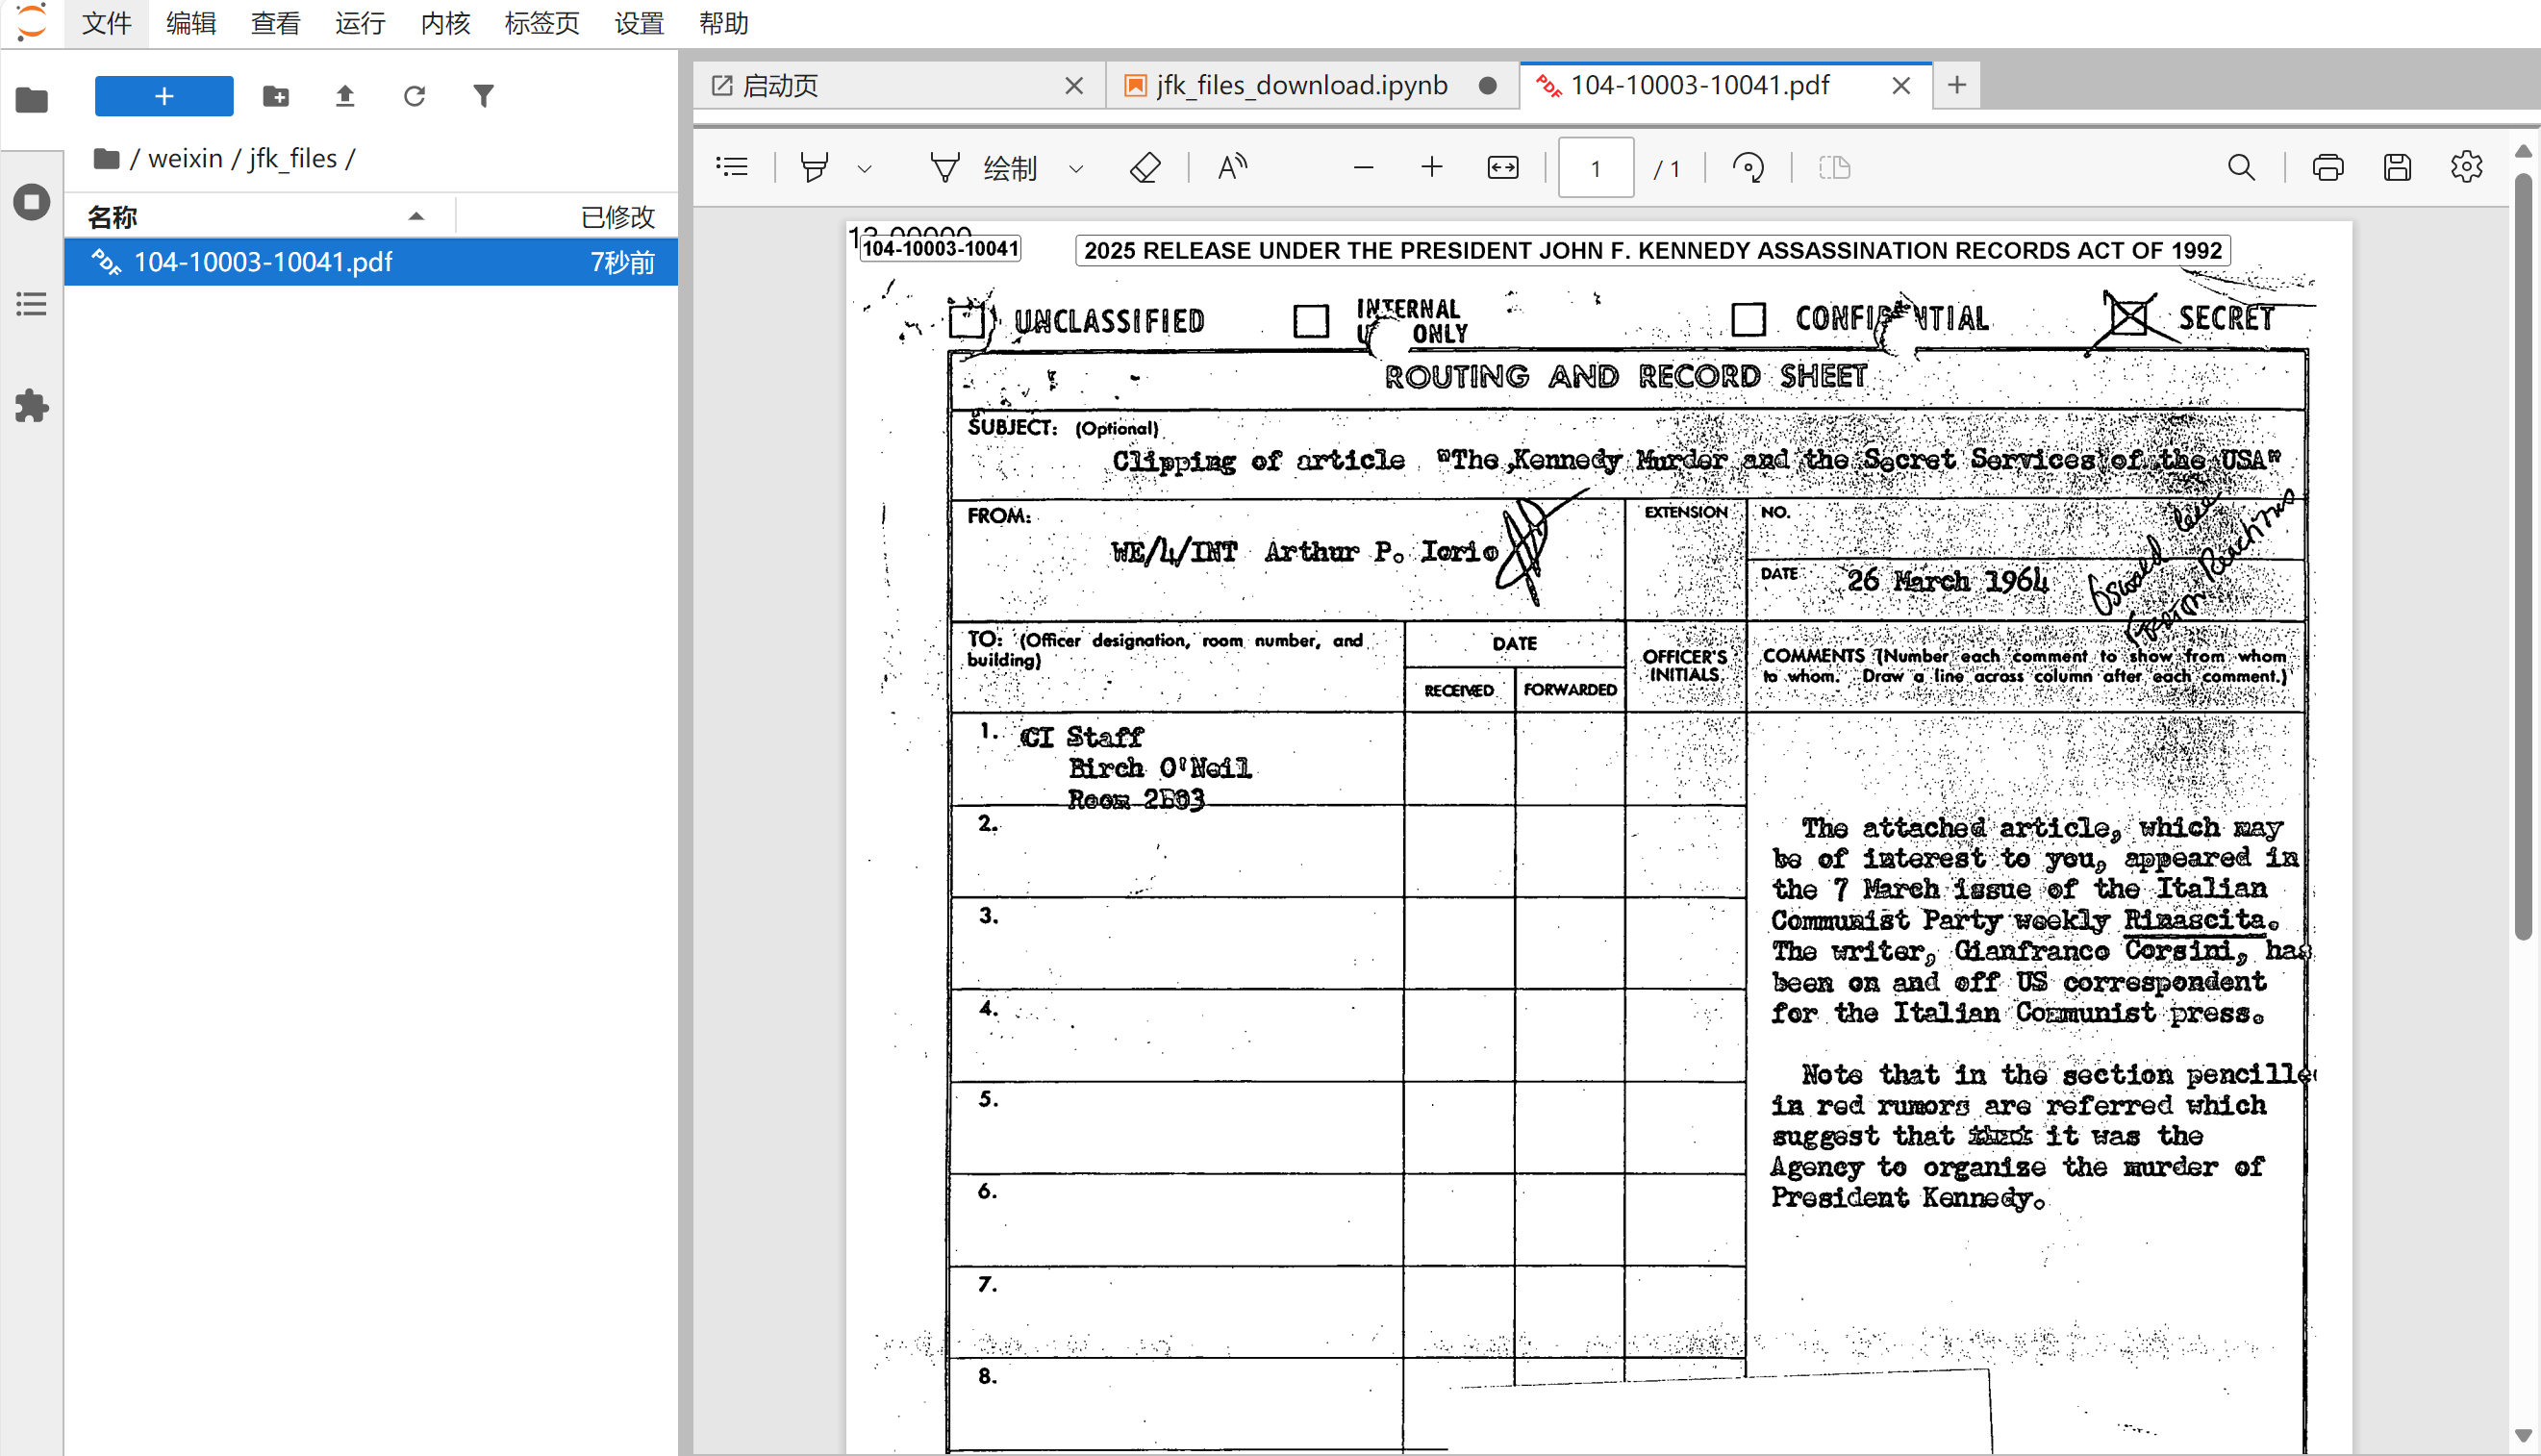 文件 编辑 查看 运行 内核 标签页 设置 帮助
+
/ weixin / jfk_files /
名称 已修改
104-10003-10041.pdf 7秒前
启动页 jfk_files_download.ipynb 104-10003-10041.pdf
绘制 1 / 1
104-10003-10041 2025 RELEASE UNDER THE PRESIDENT JOHN F. KENNEDY ASSASSINATION RECORDS ACT OF 1992
UNCLASSIFIED INTERNAL ONLY CONFIDENTIAL SECRET
ROUTING AND RECORD SHEET
SUBJECT: (Optional)
Clipping of article "The Kennedy Murder and the Secret Services of the USA"
FROM:
WE/4/INT Arthur P. Iorio
EXTENSION
NO.
DATE 26 March 1964
Oswald
TO: (Officer designation, room number, and
building)
DATE
RECEIVED FORWARDED
OFFICER'S
INITIALS
COMMENTS (Number each comment to show from whom
to whom. Draw a line across column after each comment.)
1. CI Staff
Birch O'Neil
Room
2.
3.
4.
5.
6.
7.
8.
The attached article, which may
be of interest to you, appeared in
the 7 March issue of the Italian
Communist Party weekly Rinascita.
The writer, Gianfranco Corsini, has
been on and off US correspondent
for the Italian Communist press.
Note that in the section pencilled
in red rumors are referred which
suggest that it was the
Agency to organize the murder of
President Kennedy.